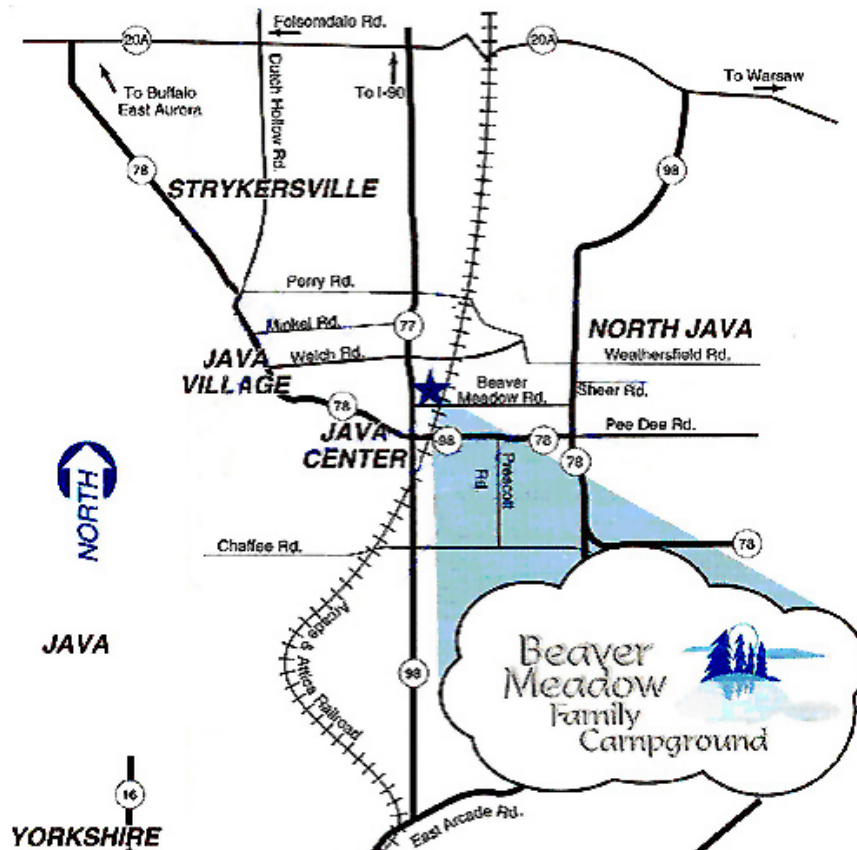 Folsomdale Rd.
20A
20A
To Buffalo
East Aurora
Dutch Hollow Rd.
To I-90
To Warsaw
78
98
STRYKERSVILLE
Perry Rd.
77
Minkel Rd.
NORTH JAVA
Welch Rd.
Weathersfield Rd.
JAVA
VILLAGE
Beaver
Meadow Rd.
Sheer Rd.
78
JAVA
CENTER
98
78
Pee Dee Rd.
78
Prescott
Rd.
NORTH
Chaffee Rd.
78
Arcade & Attica Railroad
JAVA
98
Beaver
Meadow
Family
Campground
16
East Arcade Rd.
YORKSHIRE